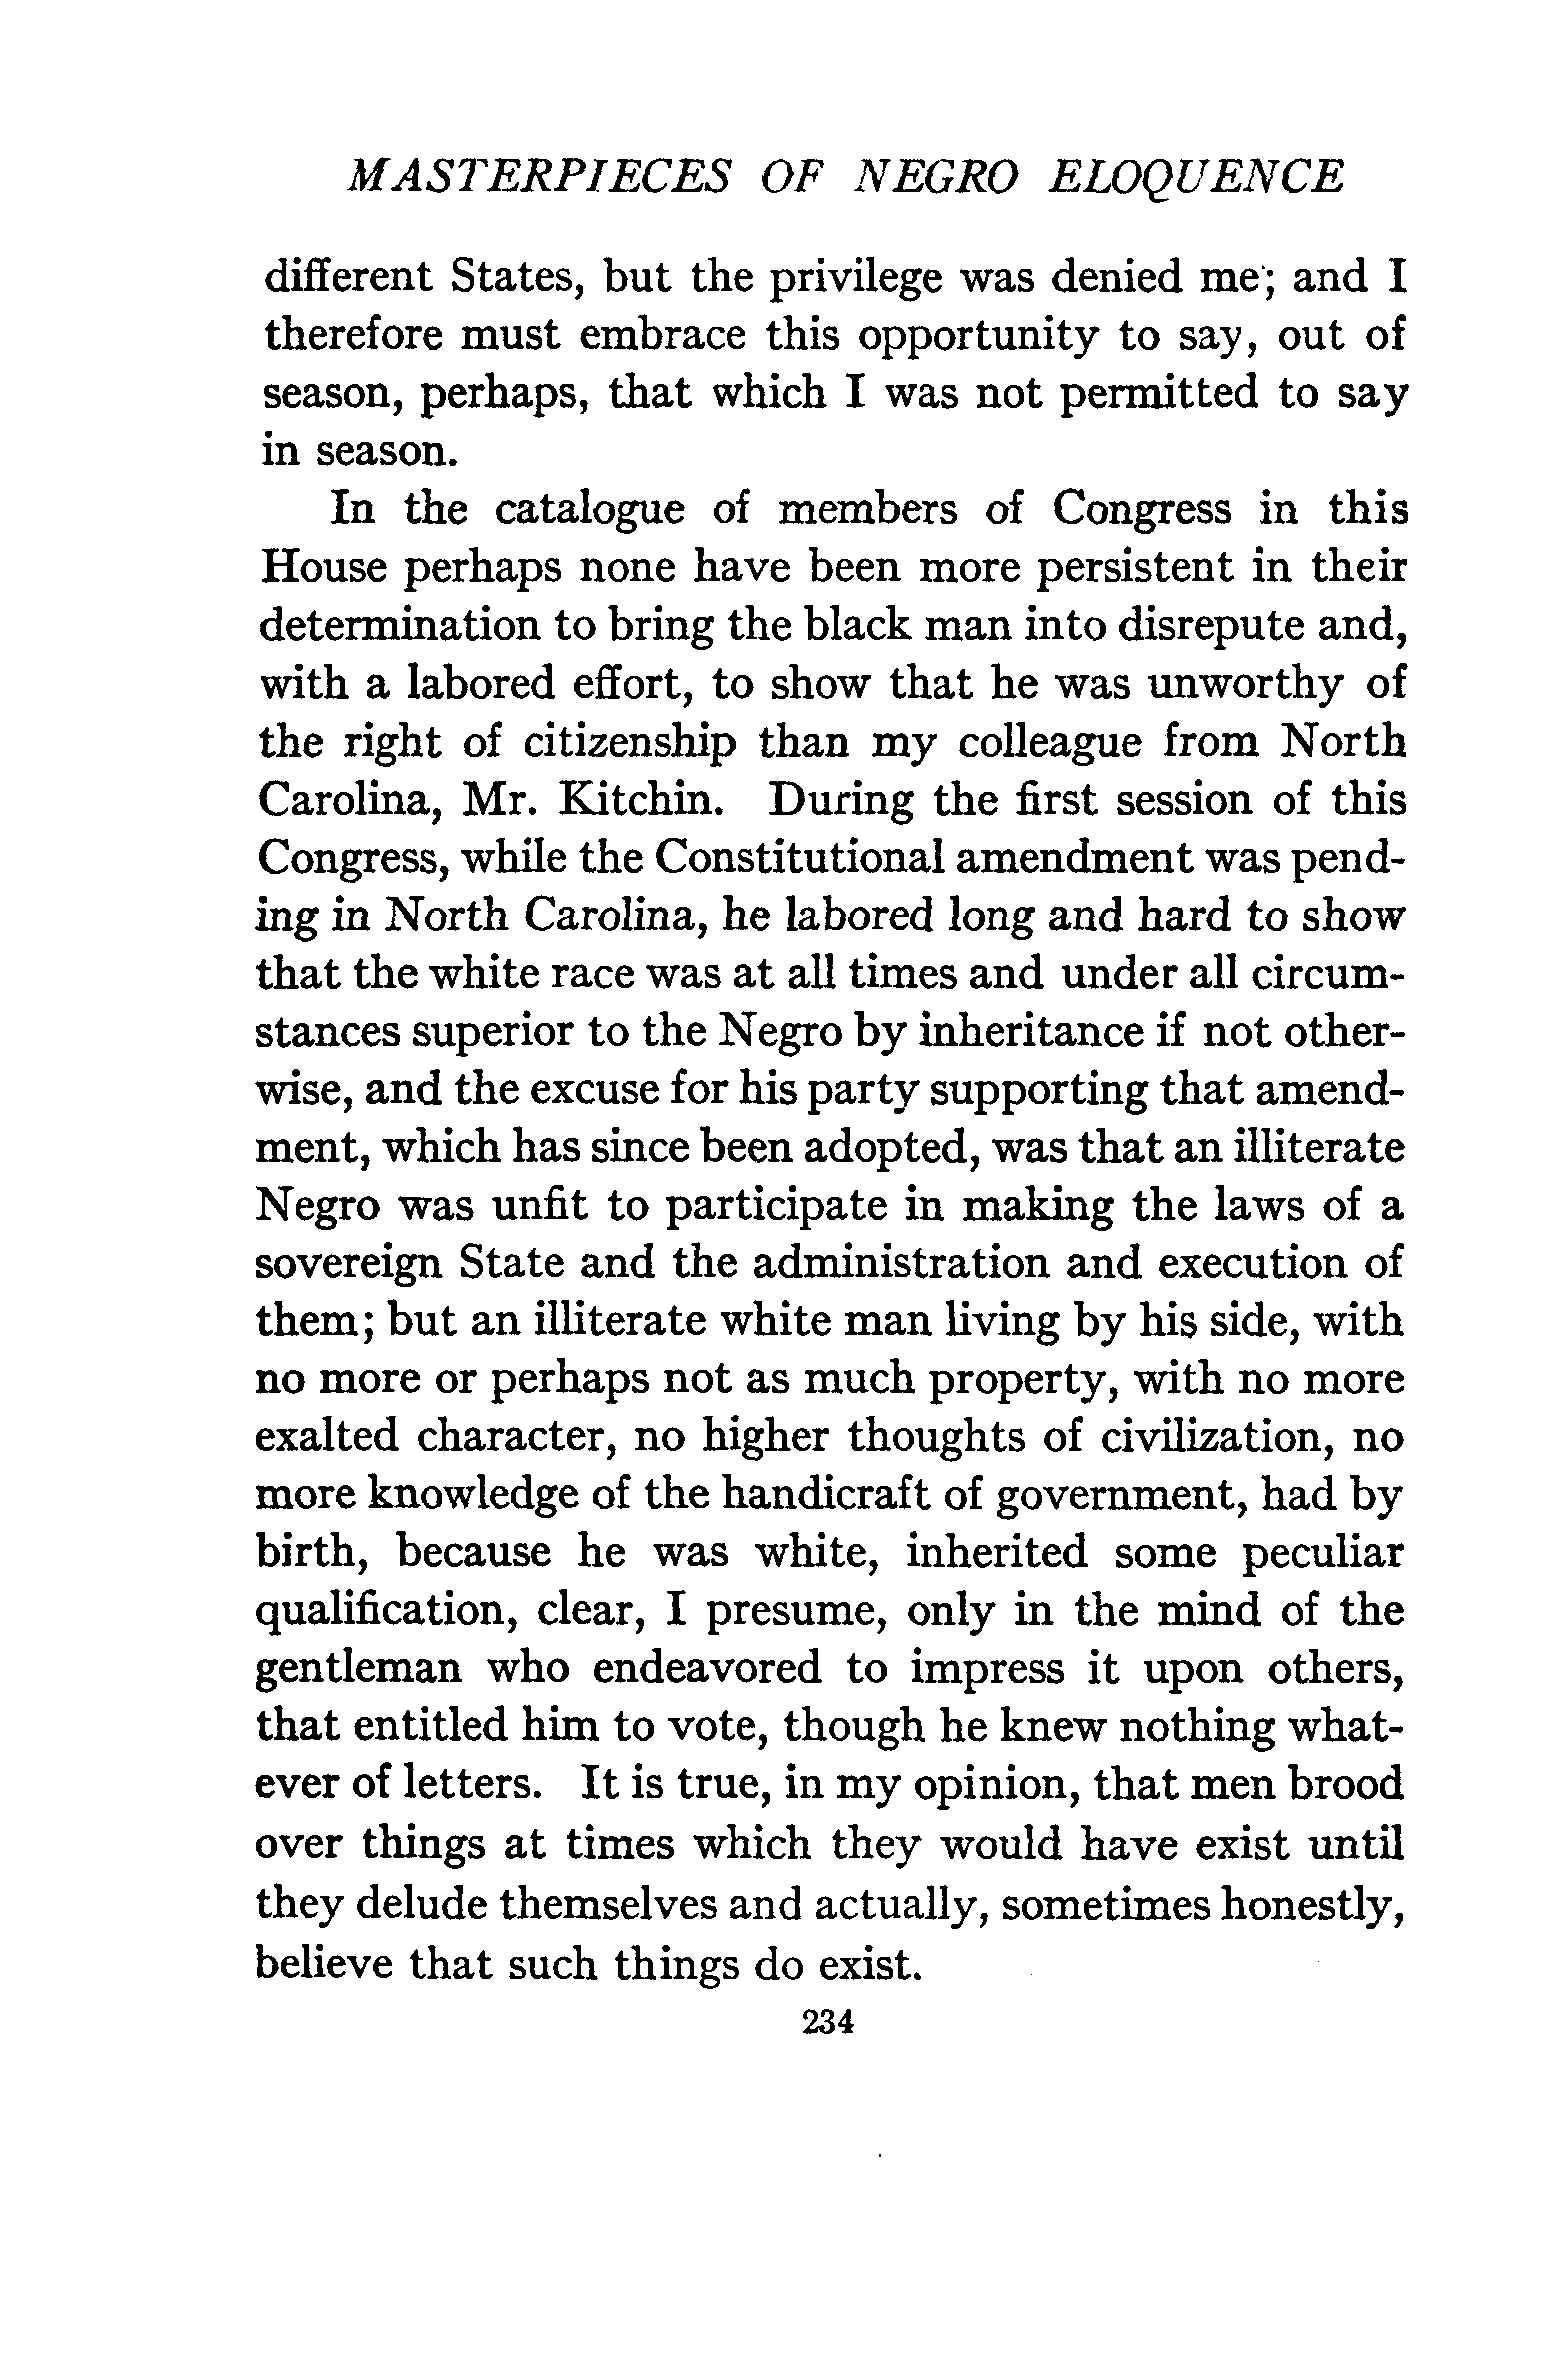 MASTERPIECES OF NEGRO ELOQUENCE
different States, but the privilege was denied me; and I
therefore must embrace this opportunity to say, out of
season, perhaps, that which I was not permitted to say
in season.
In the catalogue of members of Congress in this
House perhaps none have been more persistent in their
determination to bring the black man into disrepute and,
with a labored effort, to show that he was unworthy of
the right of citizenship than my colleague from North
Carolina, Mr. Kitchin. During the first session of this
Congress, while the Constitutional amendment was pend-
ing in North Carolina, he labored long and hard to show
that the white race was at all times and under all circum-
stances superior to the Negro by inheritance if not other-
wise, and the excuse for his party supporting that amend-
ment, which has since been adopted, was that an illiterate
Negro was unfit to participate in making the laws of a
sovereign State and the administration and execution of
them; but an illiterate white man living by his side, with
no more or perhaps not as much property, with no more
exalted character, no higher thoughts of civilization, no
more knowledge of the handicraft of government, had by
birth, because he was white, inherited some peculiar
qualification, clear, I presume, only in the mind of the
gentleman who endeavored to impress it upon others,
that entitled him to vote, though he knew nothing what-
ever of letters. It is true, in my opinion, that men brood
over things at times which they would have exist until
they delude themselves and actually, sometimes honestly,
believe that such things do exist.
234